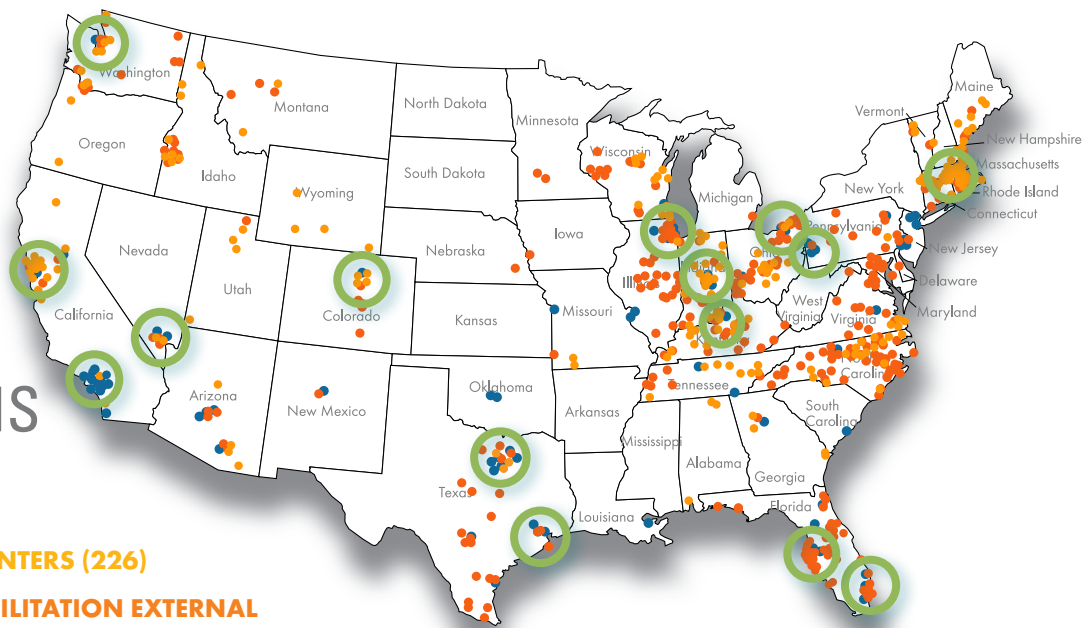 Washington
Montana
North Dakota
Minnesota
Maine
Vermont
New Hampshire
Oregon
Idaho
South Dakota
Wisconsin
Michigan
New York
Massachusetts
Rhode Island
Connecticut
Wyoming
Nebraska
Iowa
Pennsylvania
New Jersey
Nevada
Utah
Colorado
Kansas
Missouri
West
Virginia
Virginia
Delaware
Maryland
California
Arizona
New Mexico
Oklahoma
Arkansas
Tennessee
South
Carolina
Mississippi
Alabama
Georgia
Texas
Louisiana
Florida
NS
NTERS (226)
ILITATION EXTERNAL